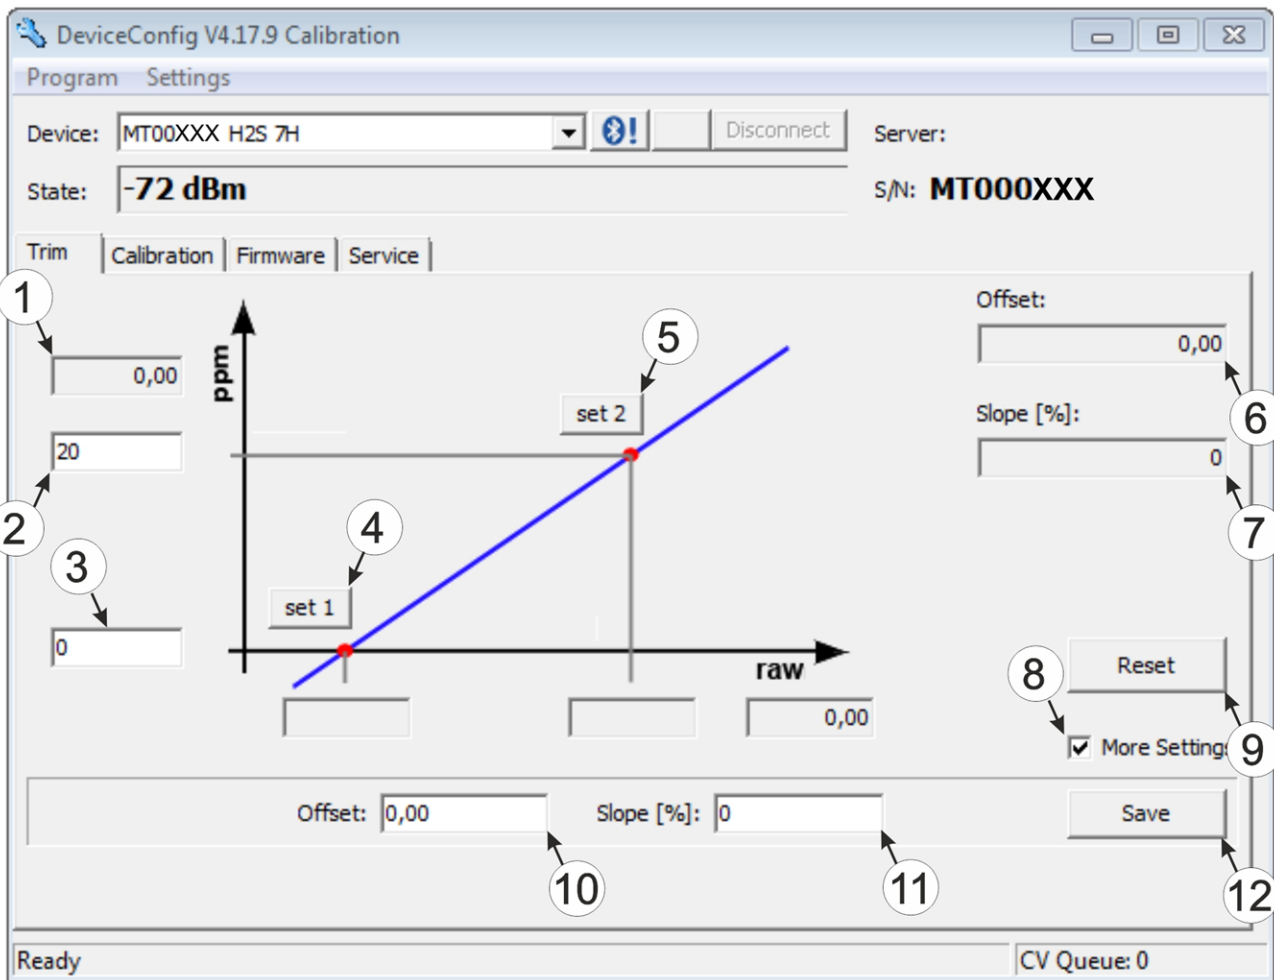 DeviceConfig V4.17.9 Calibration
Program Settings
Device: MT00XXX H2S 7H Disconnect Server:
State: -72 dBm S/N: MT000XXX
Trim Calibration Firmware Service
1
Offset:
5
0,00
ppm
0,00
6
set 2
Slope [%]:
20
0
2
4
7
3
set 1
0
raw
Reset
8
0,00
More Setting
9
Offset: 0,00 Slope [%]: 0 Save
10
11
12
Ready CV Queue: 0